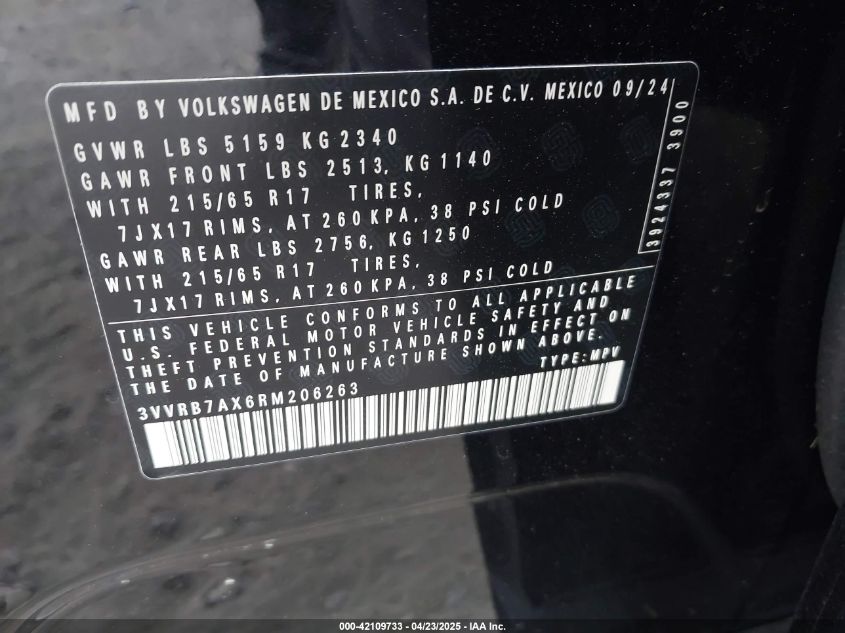 MFD BY VOLKSWAGEN DE MEXICO S.A. DE C.V. MEXICO 09/24
GVWR LBS 5159 KG 2340
GAWR FRONT LBS 2513, KG 1140
WITH 215/65 R17 TIRES,
7JX17 RIMS, AT 260 KPA, 38 PSI COLD
GAWR REAR LBS 2756, KG 1250
WITH 215/65 R17 TIRES,
7JX17 RIMS, AT 260 KPA, 38 PSI COLD
3924337 3900
THIS VEHICLE CONFORMS TO ALL APPLICABLE
U.S. FEDERAL MOTOR VEHICLE SAFETY AND
THEFT PREVENTION STANDARDS IN EFFECT ON
THE DATE OF MANUFACTURE SHOWN ABOVE.
TYPE: MPV
3VVRB7AX6RM206263
000-42109733 - 04/23/2025 - IAA Inc.